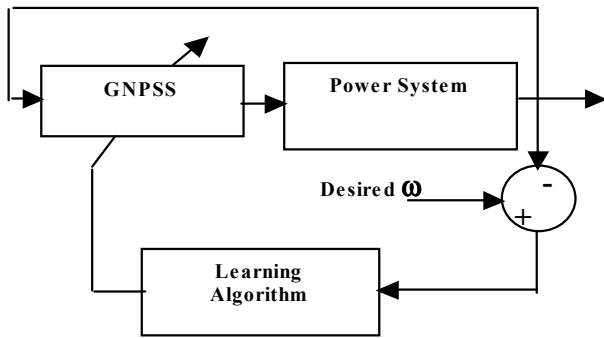 GNPSS
Power System
-
Desired ω
+
Learning
Algorithm